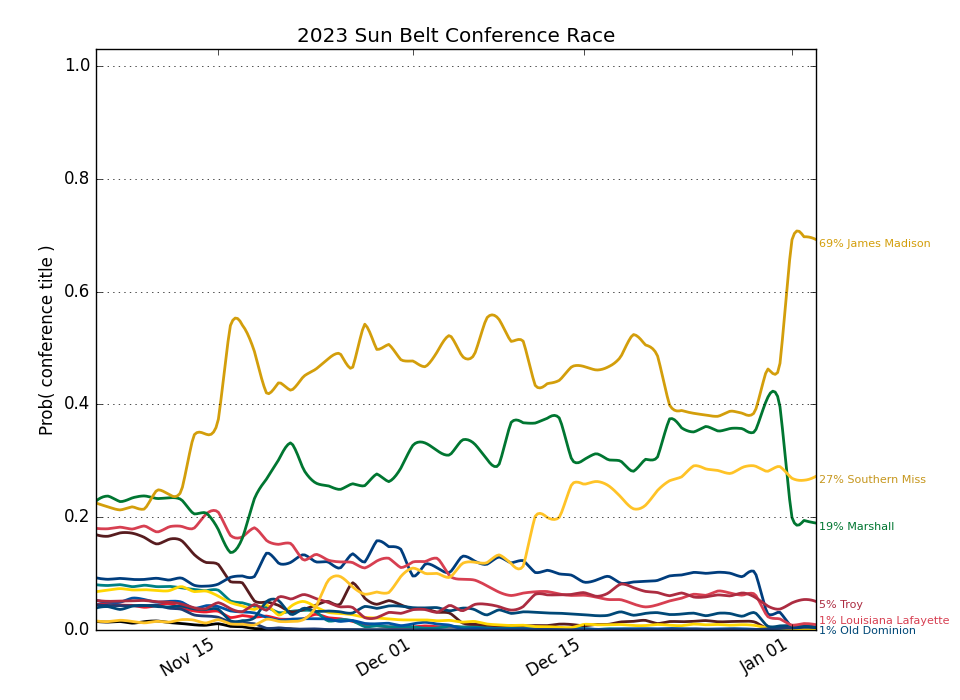 2023 Sun Belt Conference Race
1.0
0.8
0.6
0.4
0.2
0.0
Prob( conference title )
69% James Madison
27% Southern Miss
19% Marshall
5% Troy
1% Louisiana Lafayette
1% Old Dominion
Nov 15
Dec 01
Dec 15
Jan 01